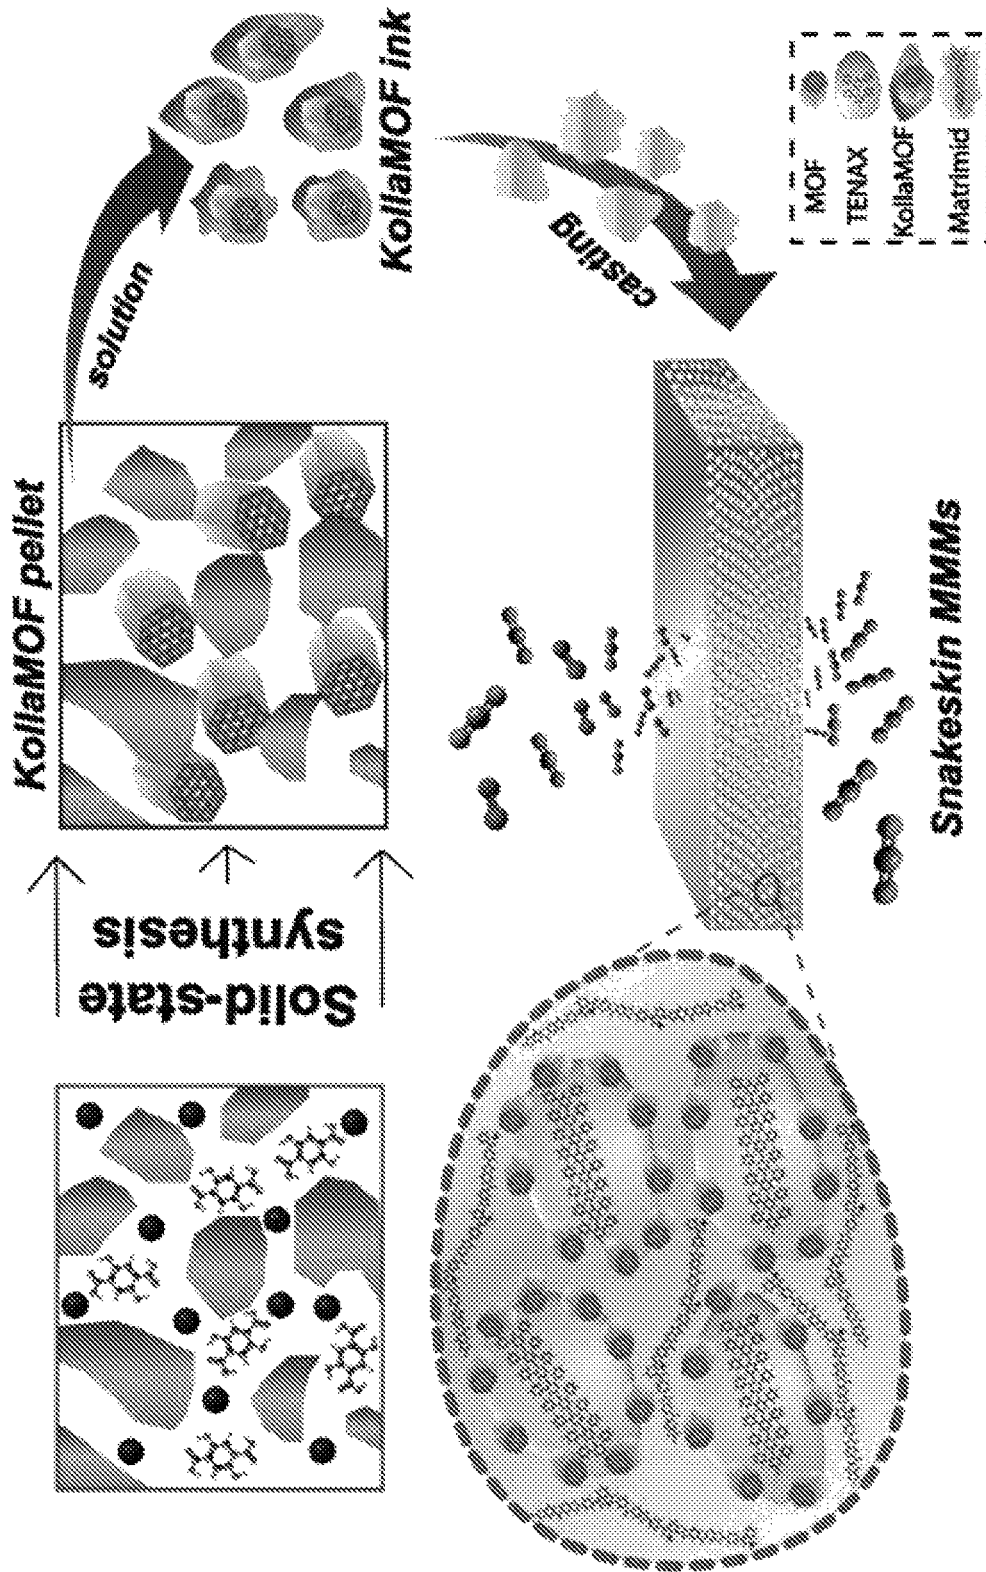 Solid-state
synthesis
KollaMOF pellet
solution
KollaMOF ink
casting
Snakeskin MMMs
MOF
TENAX
KollaMOF
Matrimid